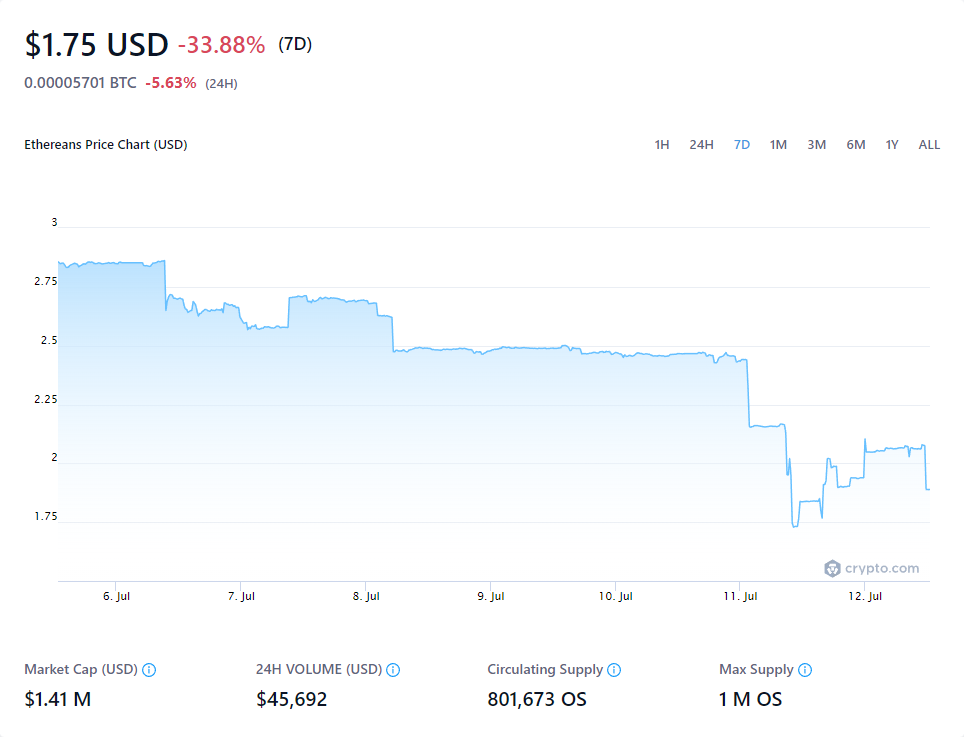 $1.75 USD -33.88% (7D)
0.00005701 BTC -5.63% (24H)
Ethereans Price Chart (USD) 1H 24H 7D 1M 3M 6M 1Y ALL
3
2.75
2.5
2.25
2
1.75
crypto.com
6. Jul 7. Jul 8. Jul 9. Jul 10. Jul 11. Jul 12. Jul
Market Cap (USD) 24H VOLUME (USD) Circulating Supply Max Supply
$1.41 M $45,692 801,673 OS 1 M OS